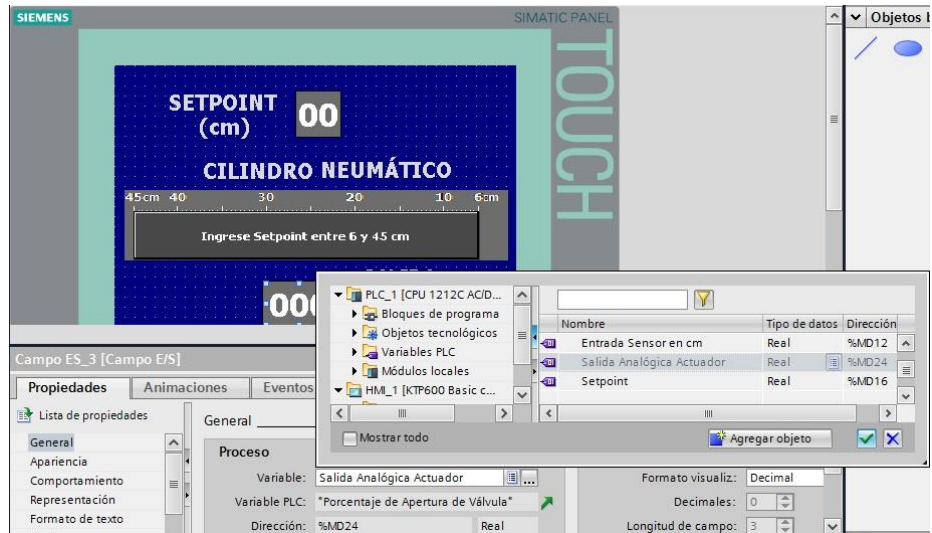 SIEMENS
SIMATIC PANEL
TOUCH
Objetos b
SETPOINT
(cm)
00
CILINDRO NEUMÁTICO
45cm 40 30 20 10 6cm
Ingrese Setpoint entre 6 y 45 cm
000
PLC_1 [CPU 1212C AC/D...
Bloques de programa
Objetos tecnológicos
Variables PLC
Módulos locales
HMI_1 [KTP600 Basic c...
Nombre Tipo de datos Dirección
Entrada Sensor en cm Real %MD12
Salida Analógica Actuador Real %MD24
Setpoint Real %MD16
Mostrar todo
Agregar objeto
Campo ES_3 [Campo E/S]
Propiedades Animaciones Eventos
Lista de propiedades
General
Apariencia
Comportamiento
Representación
Formato de texto
General
Proceso
Variable: Salida Analógica Actuador ...
Variable PLC: "Porcentaje de Apertura de Válvula"
Dirección: %MD24 Real
Formato visualiz.: Decimal
Decimales: 0
Longitud de campo: 3